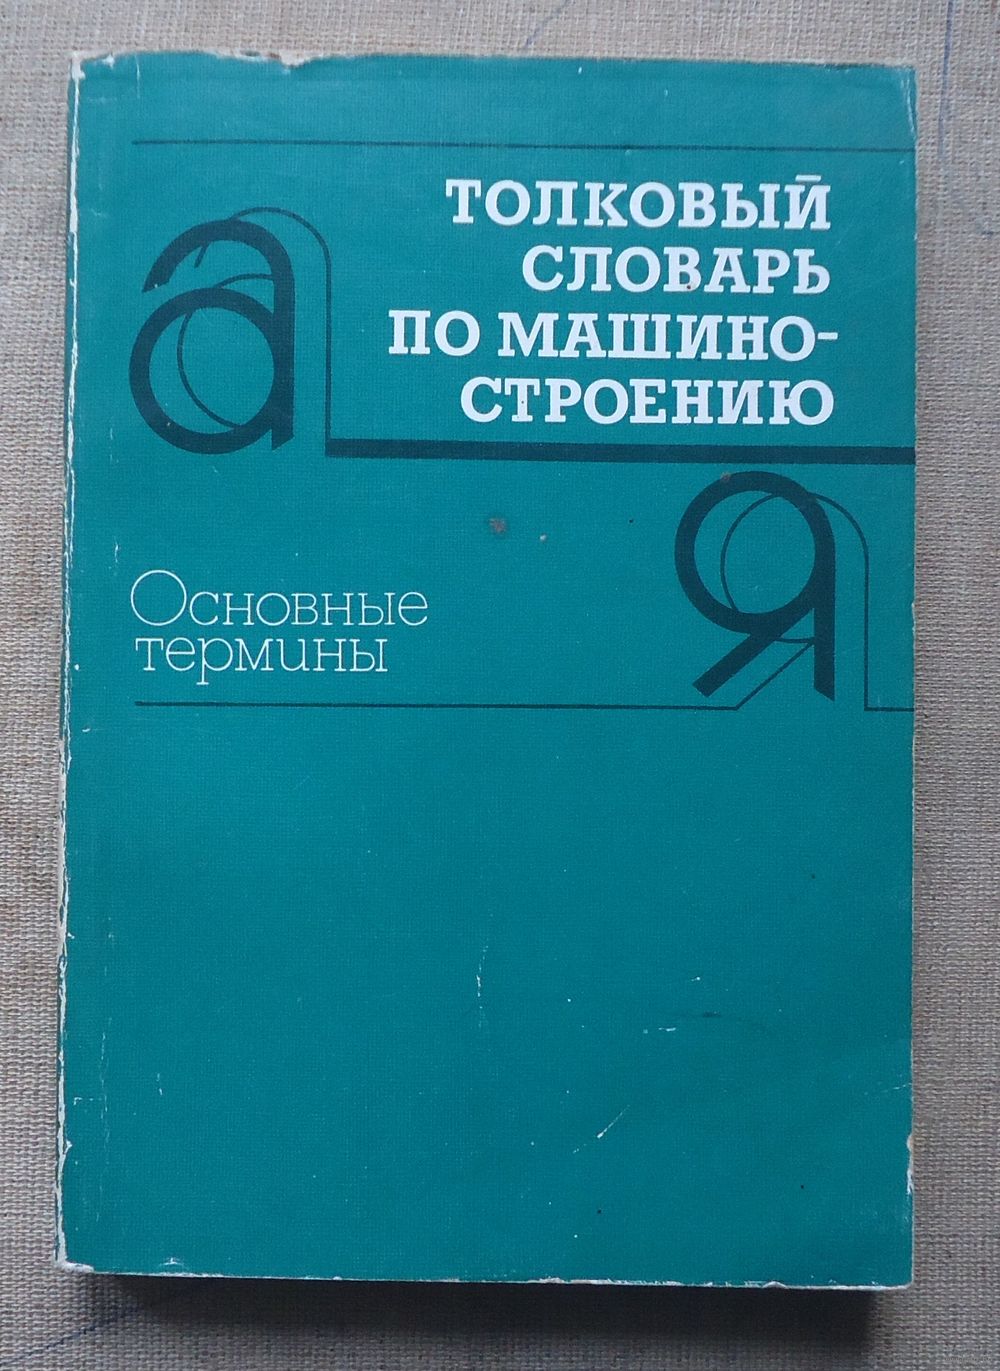 ТОЛКОВЫЙ
СЛОВАРЬ
ПО МАШИНО-
СТРОЕНИЮ
а
я
Основные
термины